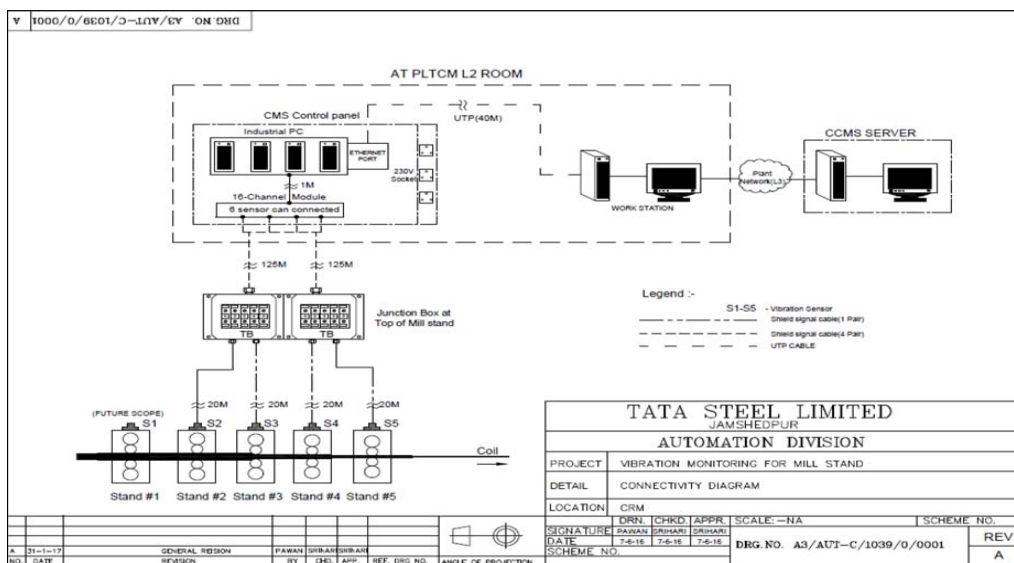 DRG.NO. A3/AUT-C/1039/0/0001 A
AT PLTCM L2 ROOM
CMS Control panel
Industrial PC
ETHERNET
PORT
UTP(40M)
230V
Socket
1M
16-Channel Module
6 sensor can connected
WORK STATION
Plant
Network(L3)
CCMS SERVER
125M 125M
TB TB
Junction Box at
Top of Mill stand
Legend :-
S1-S5 - Vibration Sensor
Shield signal cable(1 Pair)
Shield signal cable(4 Pair)
UTP CABLE
20M 20M 20M 20M
(FUTURE SCOPE)
S1 S2 S3 S4 S5
Coil
Stand #1 Stand #2 Stand #3 Stand #4 Stand #5
TATA STEEL LIMITED
JAMSHEDPUR
AUTOMATION DIVISION
PROJECT VIBRATION MONITORING FOR MILL STAND
DETAIL CONNECTIVITY DIAGRAM
LOCATION CRM
DRN. CHKD. APPR. SCALE: -NA SCHEME NO.
SIGNATURE PAWAN SRIHARI SRIHARI
DATE 7-6-16 7-6-16 7-6-16
SCHEME NO.
DRG.NO. A3/AUT-C/1039/0/0001
REV
A
A 31-1-17 GENERAL REISION PAWAN SRIHARI SRIHARI
NO. DATE REVISION BY CHD. APP. REF. DRG NO. ANGLE OF PROJECTION